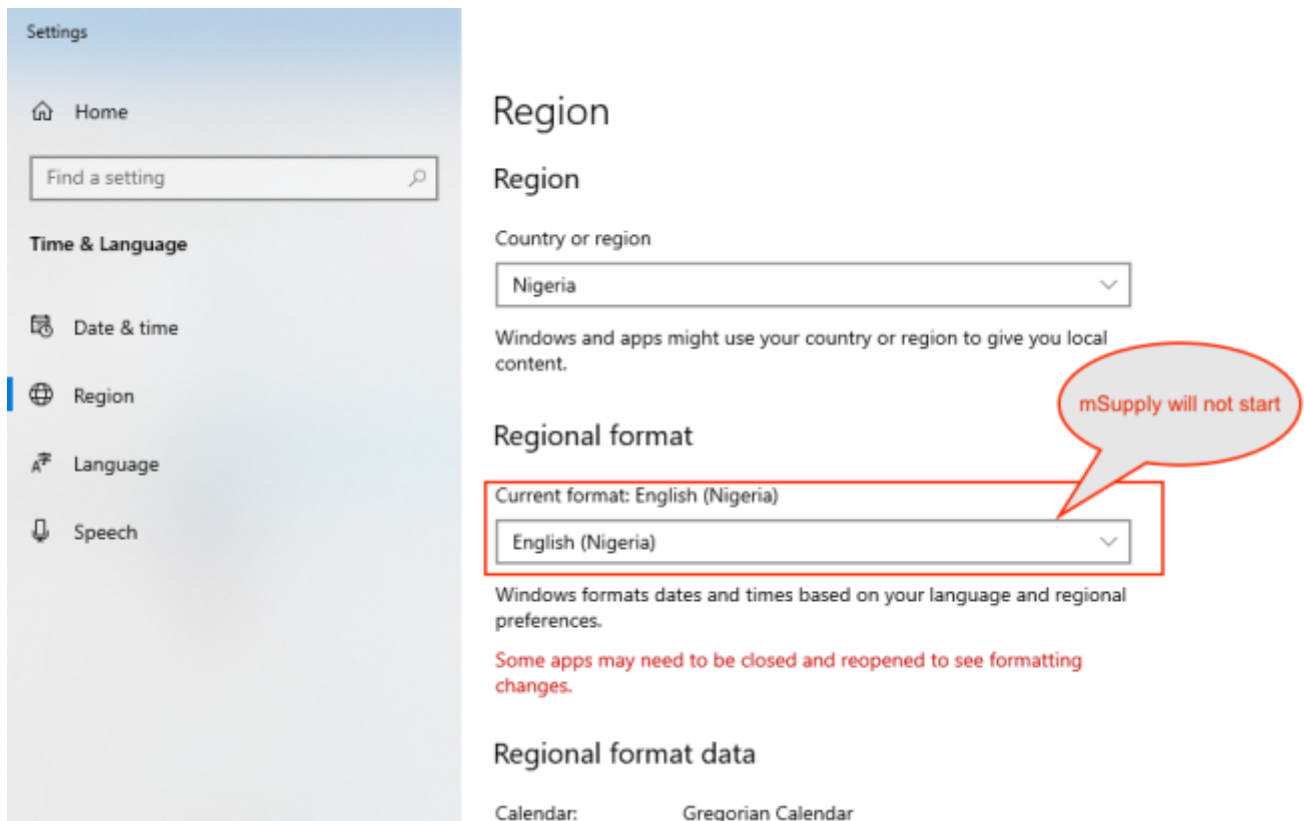 Settings
Home
Find a setting
Time & Language
Date & time
Region
Language
Speech
Region
Region
Country or region
Nigeria
Windows and apps might use your country or region to give you local
content.
mSupply will not start
Regional format
Current format: English (Nigeria)
English (Nigeria)
Windows formats dates and times based on your language and regional
preferences.
Some apps may need to be closed and reopened to see formatting
changes.
Regional format data
Calendar: Gregorian Calendar